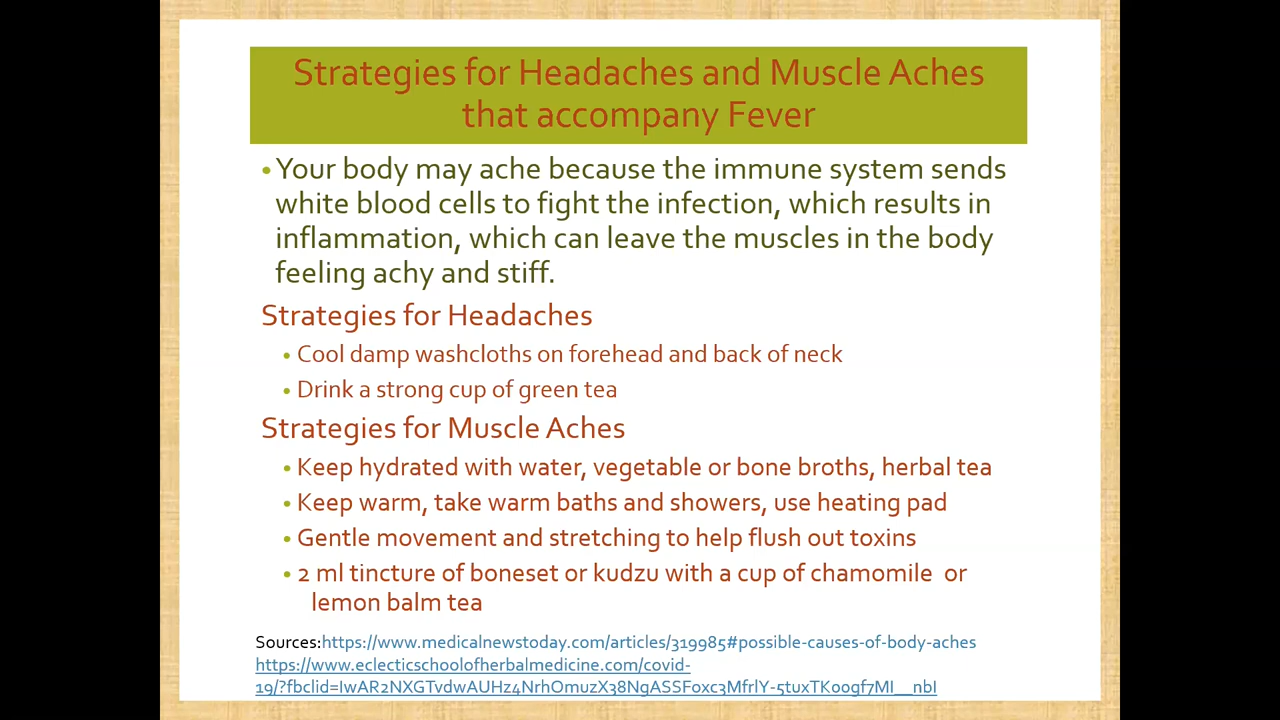 Strategies for Headaches and Muscle Aches
that accompany Fever
• Your body may ache because the immune system sends
white blood cells to fight the infection, which results in
inflammation, which can leave the muscles in the body
feeling achy and stiff.
Strategies for Headaches
• Cool damp washcloths on forehead and back of neck
• Drink a strong cup of green tea
Strategies for Muscle Aches
• Keep hydrated with water, vegetable or bone broths, herbal tea
• Keep warm, take warm baths and showers, use heating pad
• Gentle movement and stretching to help flush out toxins
• 2 ml tincture of boneset or kudzu with a cup of chamomile or
lemon balm tea
Sources:https://www.medicalnewstoday.com/articles/319985#possible-causes-of-body-aches
https://www.eclecticschoolofherbalmedicine.com/covid-
19/?fbclid=IwAR2NXGTvdwAUHz4NrhOmuzX38NgASSFoxc3MfrlY-5tuxTKoogf7MI__nbI